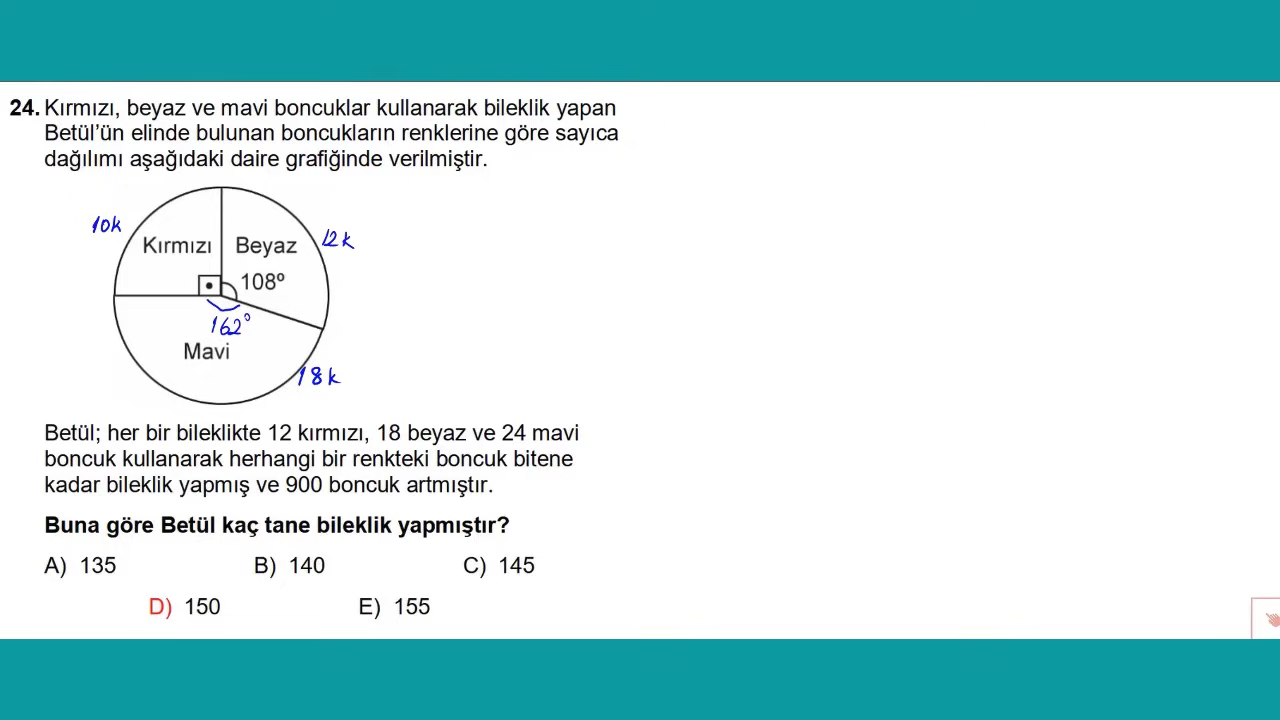 24. Kırmızı, beyaz ve mavi boncuklar kullanarak bileklik yapan
Betül'ün elinde bulunan boncukların renklerine göre sayıca
dağılımı aşağıdaki daire grafiğinde verilmiştir.
10k
Kırmızı Beyaz 12k
108º
162°
Mavi
18k
Betül; her bir bileklikte 12 kırmızı, 18 beyaz ve 24 mavi
boncuk kullanarak herhangi bir renkteki boncuk bitene
kadar bileklik yapmış ve 900 boncuk artmıştır.
Buna göre Betül kaç tane bileklik yapmıştır?
A) 135 B) 140 C) 145
D) 150 E) 155